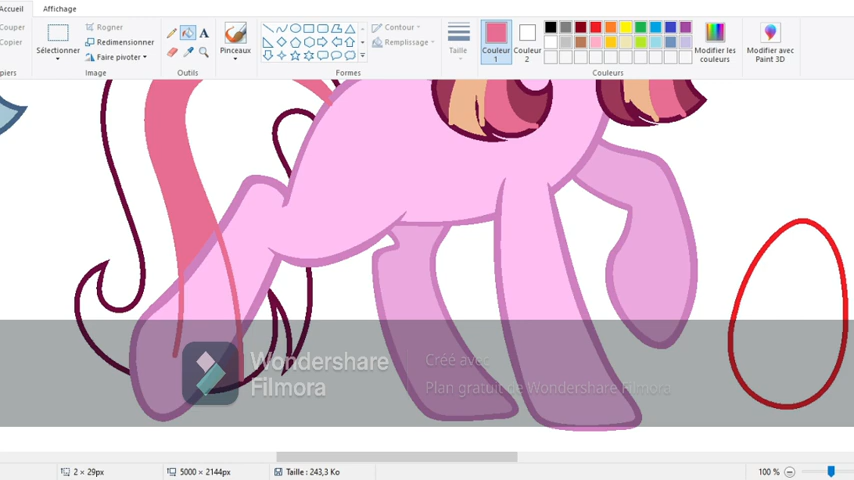 Accueil
Affichage
Couper
Copier
Sélectionner
Rogner
Redimensionner
Faire pivoter
Image
Outils
Pinceaux
Contour
Remplissage
Formes
Taille
Couleur
1
Couleur
2
Couleurs
Modifier les
couleurs
Modifier avec
Paint 3D
Wondershare
Filmora
Créé avec
Plan gratuit de Wondershare Filmora
2 × 29px
5000 × 2144px
Taille : 243,3 Ko
100 %